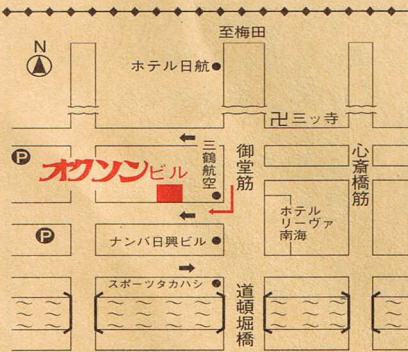 至梅田
N
ホテル日航
卍三ッ寺
P
三鶴航空
御堂筋
心斎橋筋
オクソンビル
P
ホテル
リーヴァ
南海
ナンバ日興ビル
スポーツタカハシ
道頓堀橋